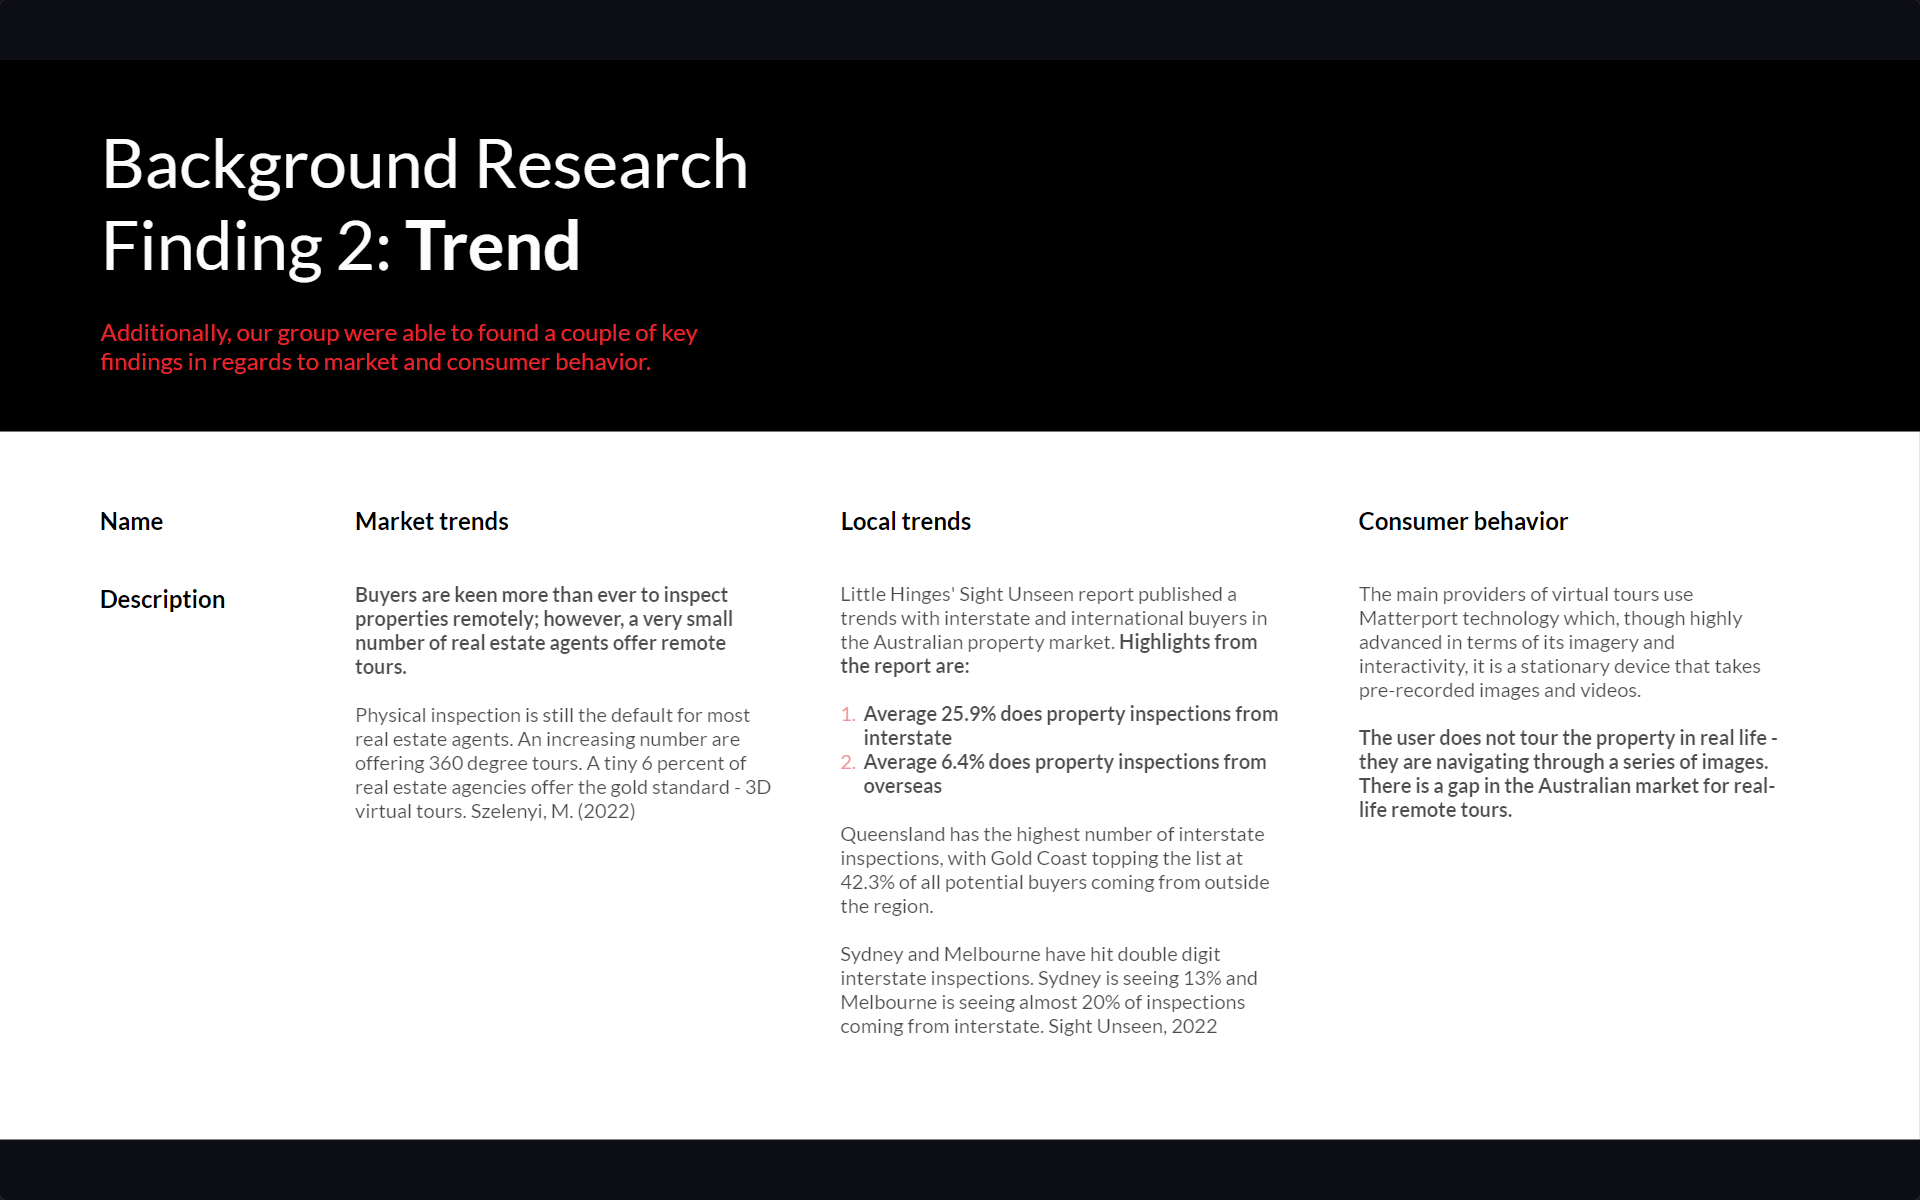 Background Research
Finding 2: Trend
Additionally, our group were able to found a couple of key
findings in regards to market and consumer behavior.
Name
Market trends
Local trends
Consumer behavior
Description
Buyers are keen more than ever to inspect
properties remotely; however, a very small
number of real estate agents offer remote
tours.
Physical inspection is still the default for most
real estate agents. An increasing number are
offering 360 degree tours. A tiny 6 percent of
real estate agencies offer the gold standard - 3D
virtual tours. Szelenyi, M. (2022)
Little Hinges' Sight Unseen report published a
trends with interstate and international buyers in
the Australian property market. Highlights from
the report are:
1. Average 25.9% does property inspections from
interstate
2. Average 6.4% does property inspections from
overseas
Queensland has the highest number of interstate
inspections, with Gold Coast topping the list at
42.3% of all potential buyers coming from outside
the region.
Sydney and Melbourne have hit double digit
interstate inspections. Sydney is seeing 13% and
Melbourne is seeing almost 20% of inspections
coming from interstate. Sight Unseen, 2022
The main providers of virtual tours use
Matterport technology which, though highly
advanced in terms of its imagery and
interactivity, it is a stationary device that takes
pre-recorded images and videos.
The user does not tour the property in real life -
they are navigating through a series of images.
There is a gap in the Australian market for real-
life remote tours.